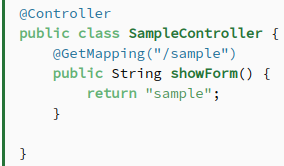 @Controller
public class SampleController {
    @GetMapping("/sample")
    public String showForm() {
        return "sample";
    }

}